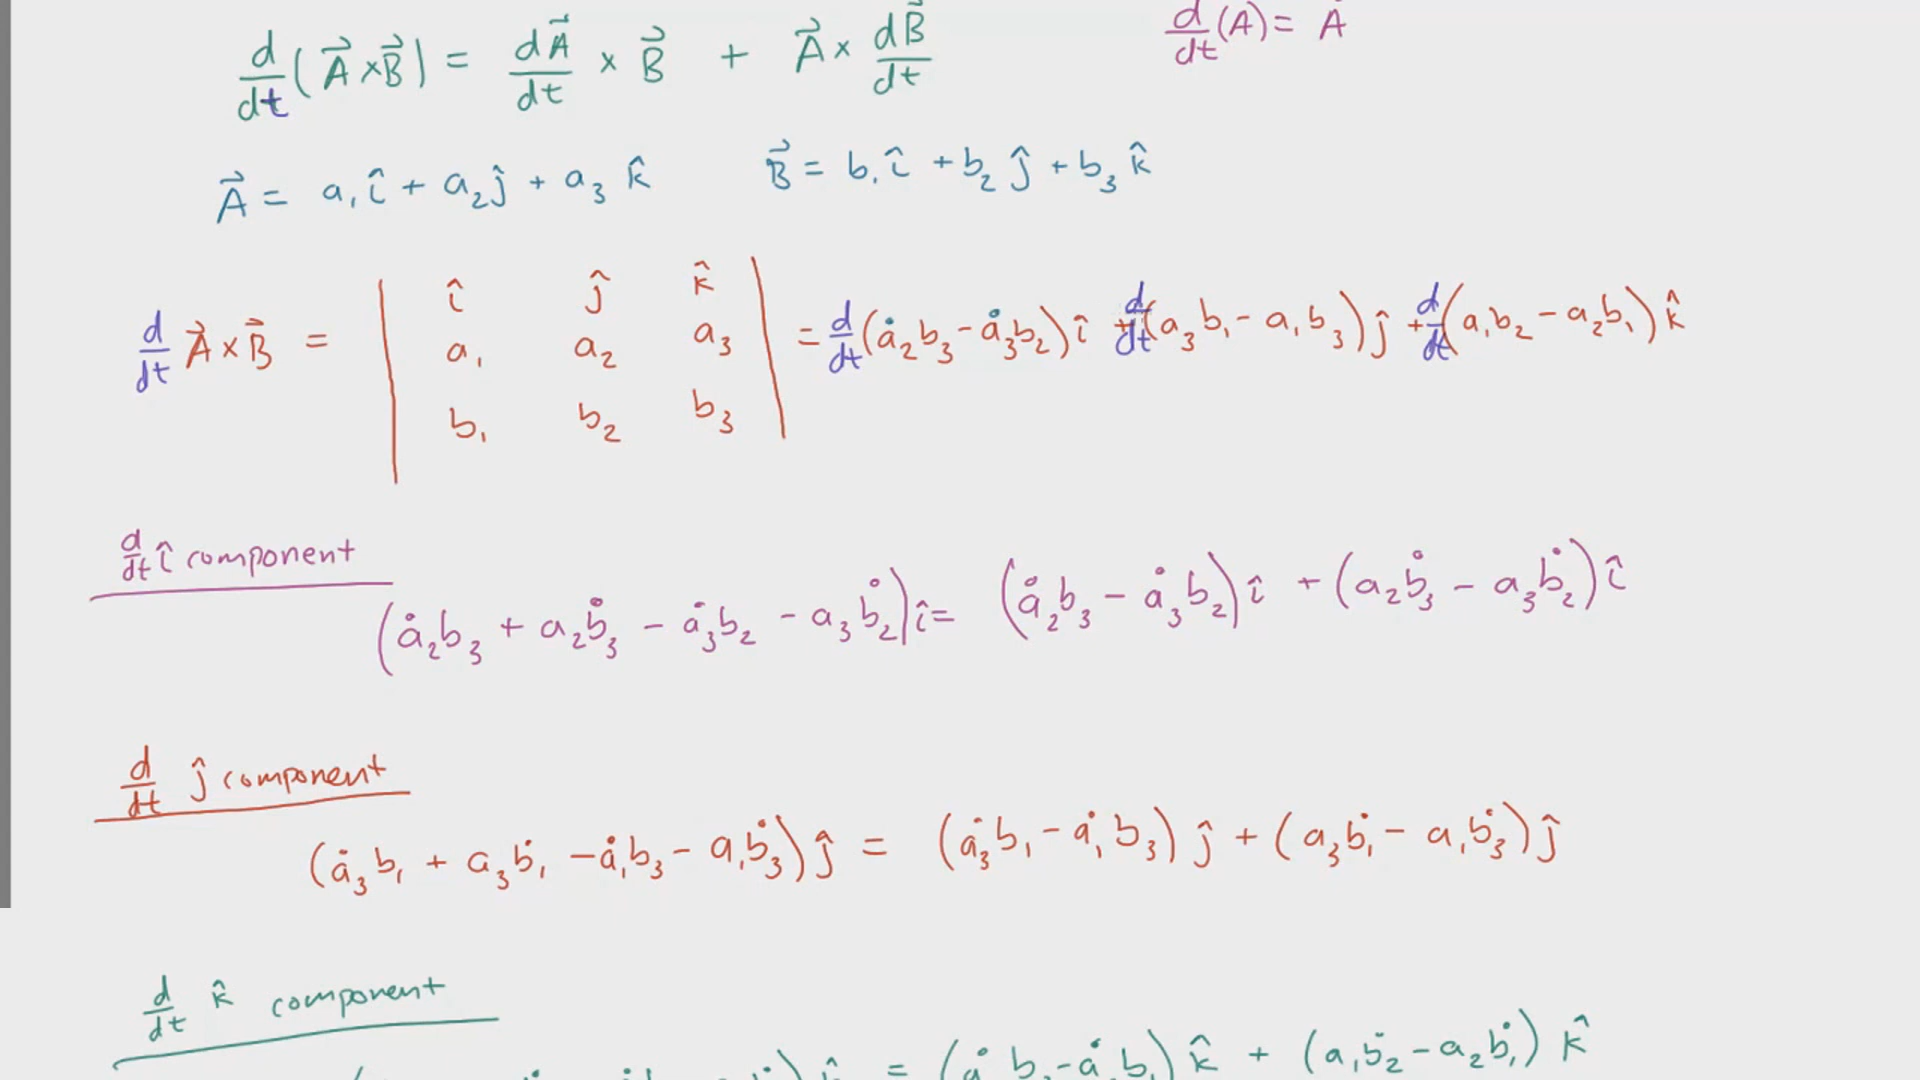 d/dt (A⃗ × B⃗) = dA⃗/dt × B⃗ + A⃗ × dB⃗/dt
d/dt (A) = Ȧ
A⃗ = a₁î + a₂ĵ + a₃k̂
B⃗ = b₁î + b₂ĵ + b₃k̂
d/dt A⃗ × B⃗ = | î ĵ k̂ | = d/dt (ȧ₂b₃ - ȧ₃b₂) î + d/dt (a₃b₁ - a₁b₃) ĵ + d/dt (a₁b₂ - a₂b₁) k̂
a₁ a₂ a₃
b₁ b₂ b₃
d/dt î component
(ȧ₂b₃ + a₂ḃ₃ - ȧ₃b₂ - a₃ḃ₂) î = (ȧ₂b₃ - ȧ₃b₂) î + (a₂ḃ₃ - a₃ḃ₂) î
d/dt ĵ component
(ȧ₃b₁ + a₃ḃ₁ - ȧ₁b₃ - a₁ḃ₃) ĵ = (ȧ₃b₁ - ȧ₁b₃) ĵ + (a₃ḃ₁ - a₁ḃ₃) ĵ
d/dt k̂ component
= (ȧ b - ȧ b₁) k̂ + (a₁ḃ₂ - a₂ḃ₁) k̂